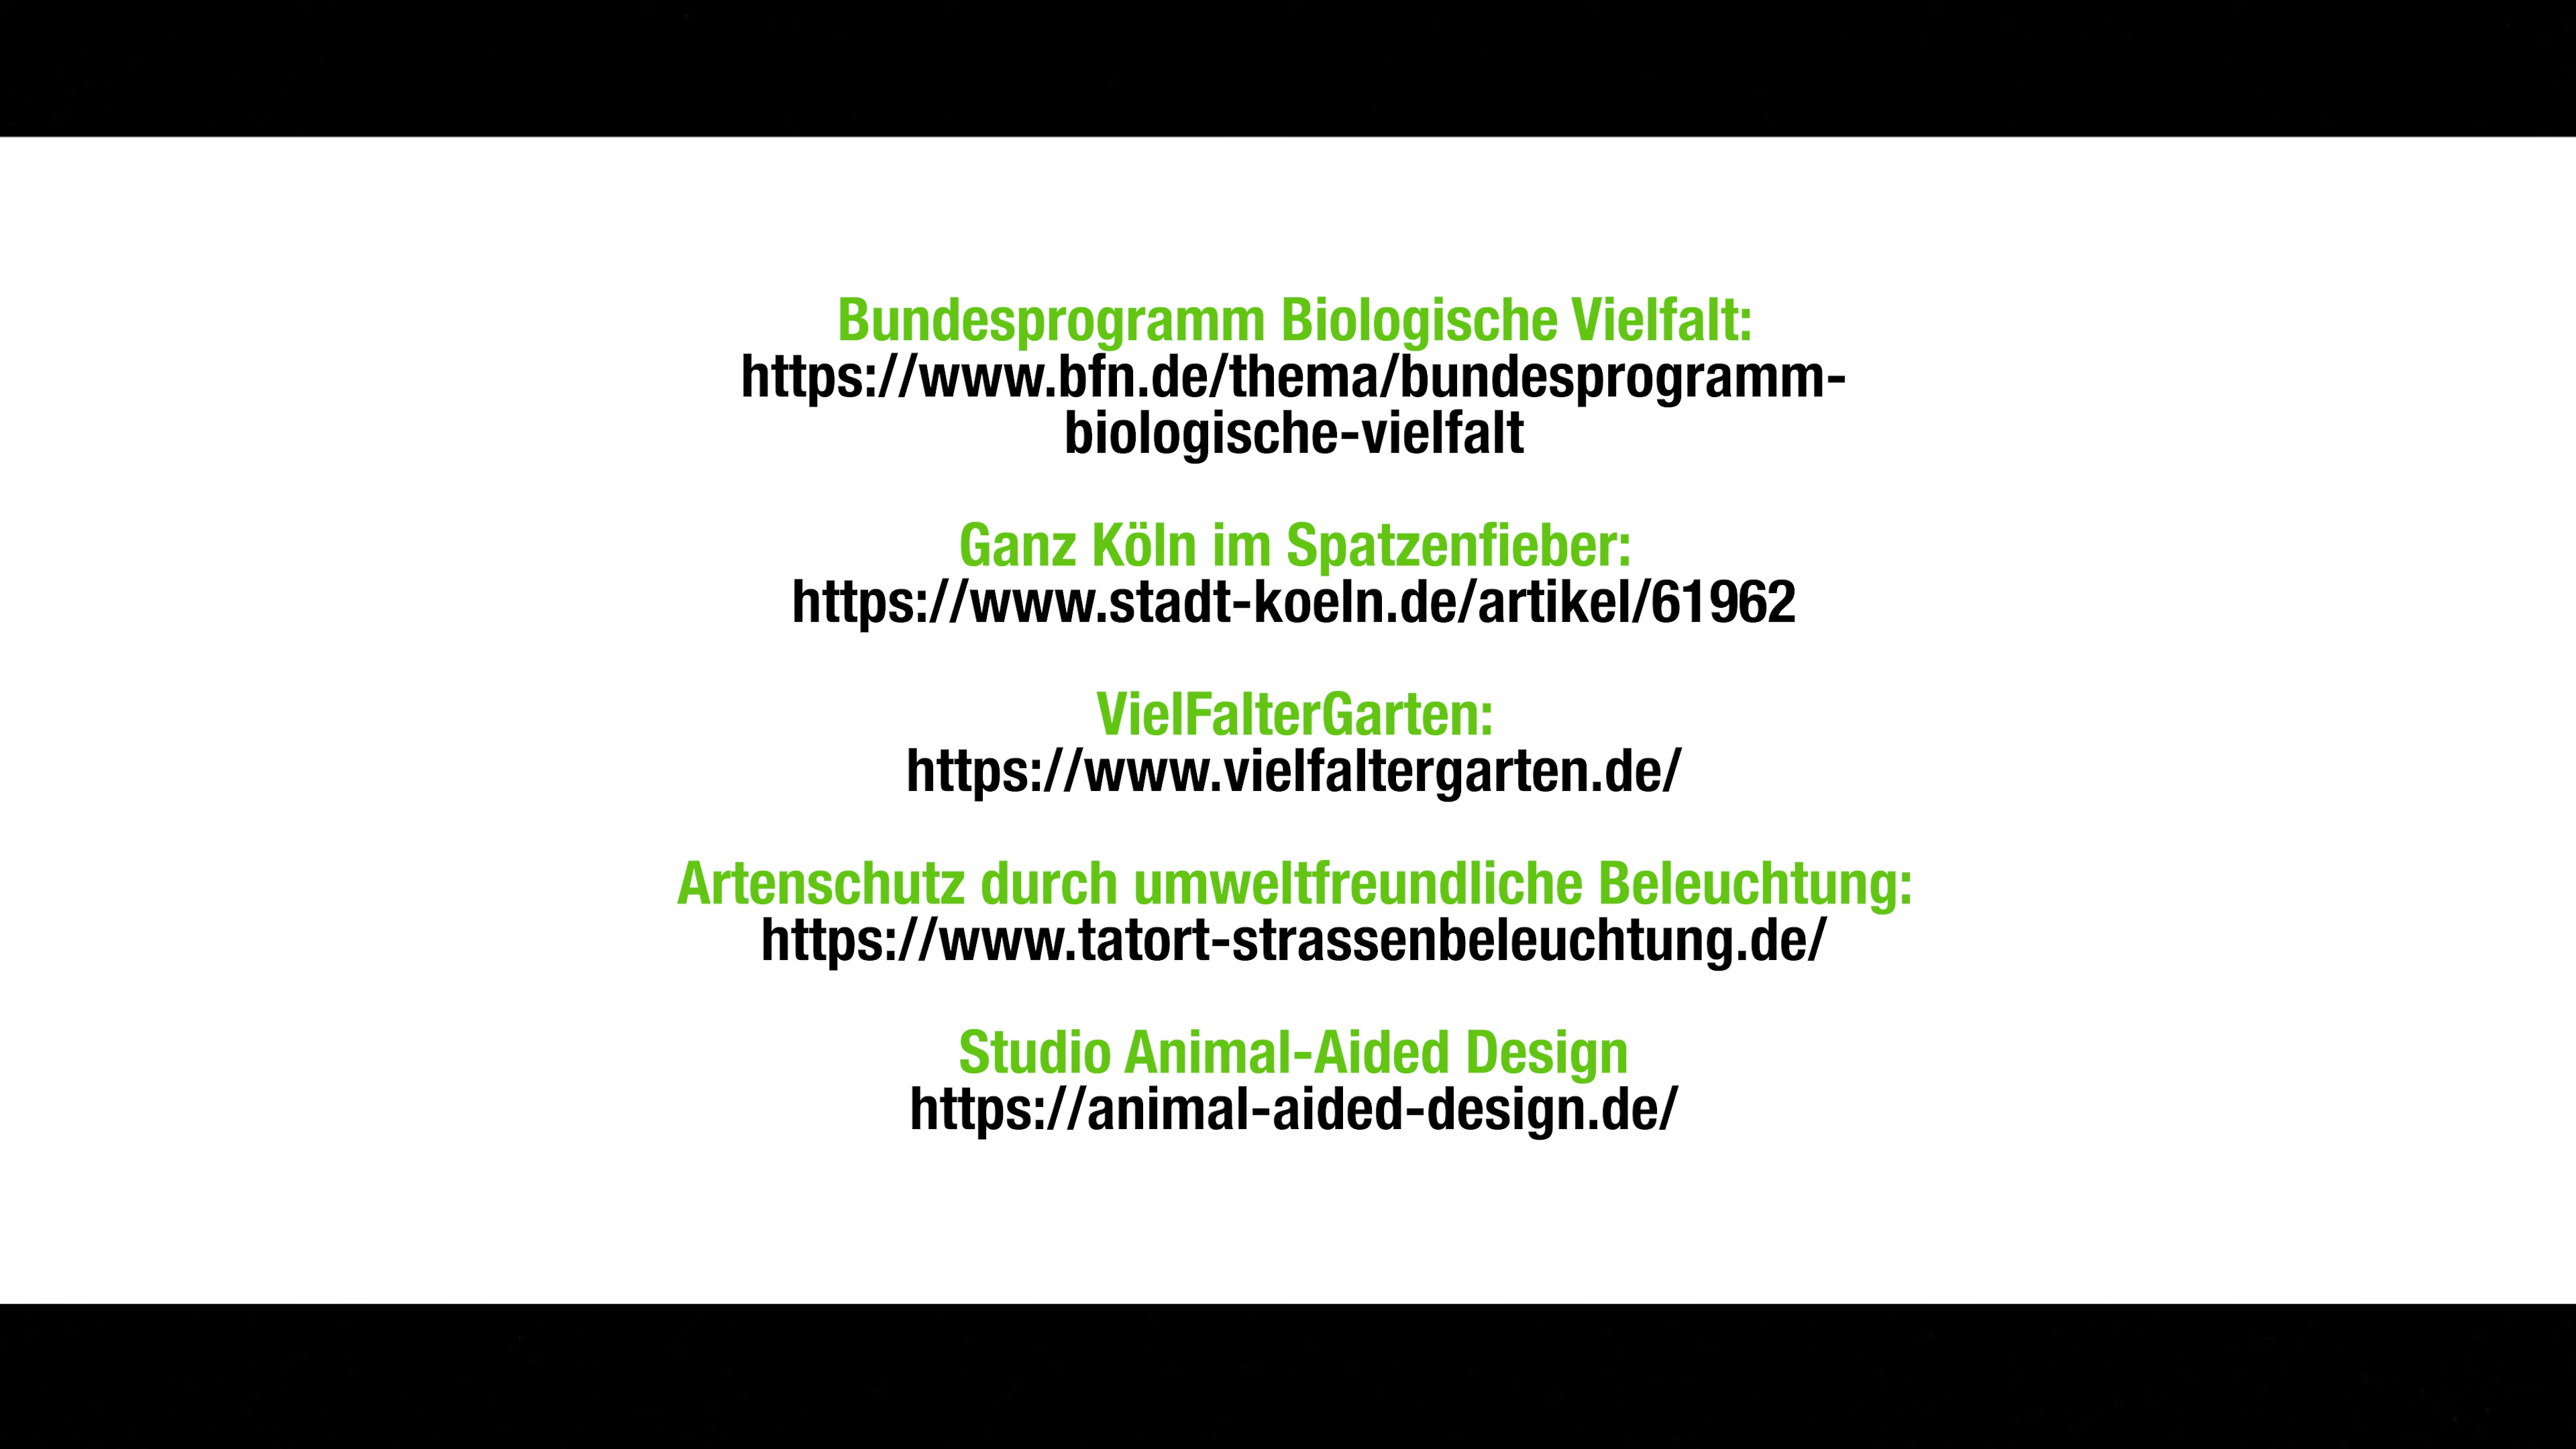 Bundesprogramm Biologische Vielfalt:
https://www.bfn.de/thema/bundesprogramm-
biologische-vielfalt
Ganz Köln im Spatzenfieber:
https://www.stadt-koeln.de/artikel/61962
VielFalterGarten:
https://www.vielfaltergarten.de/
Artenschutz durch umweltfreundliche Beleuchtung:
https://www.tatort-strassenbeleuchtung.de/
Studio Animal-Aided Design
https://animal-aided-design.de/